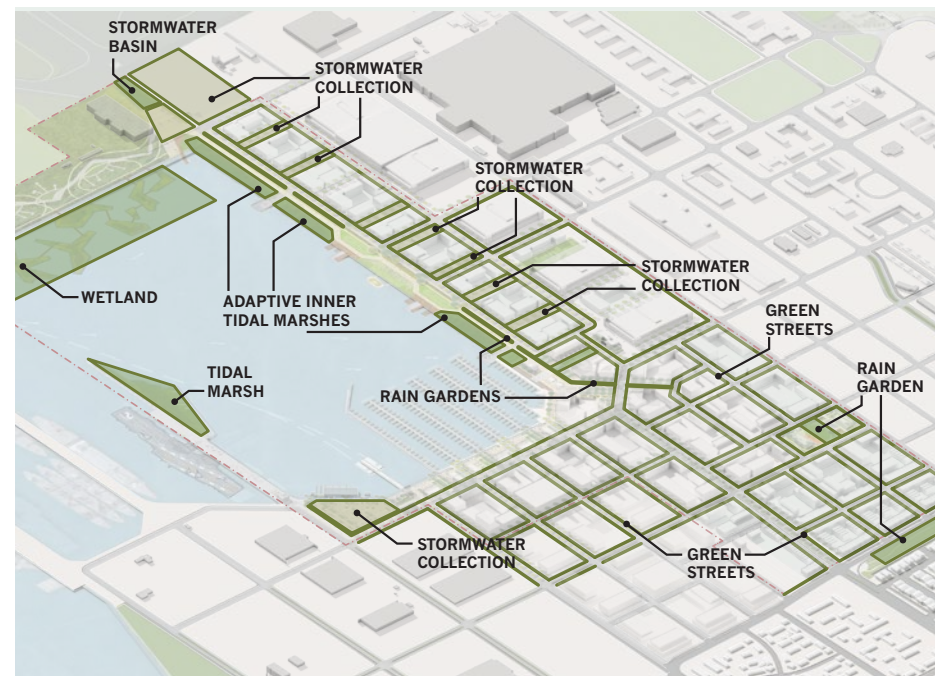 STORMWATER
BASIN
STORMWATER
COLLECTION
STORMWATER
COLLECTION
STORMWATER
COLLECTION
WETLAND
ADAPTIVE INNER
TIDAL MARSHES
GREEN
STREETS
TIDAL
MARSH
RAIN
GARDEN
RAIN GARDENS
STORMWATER
COLLECTION
GREEN
STREETS